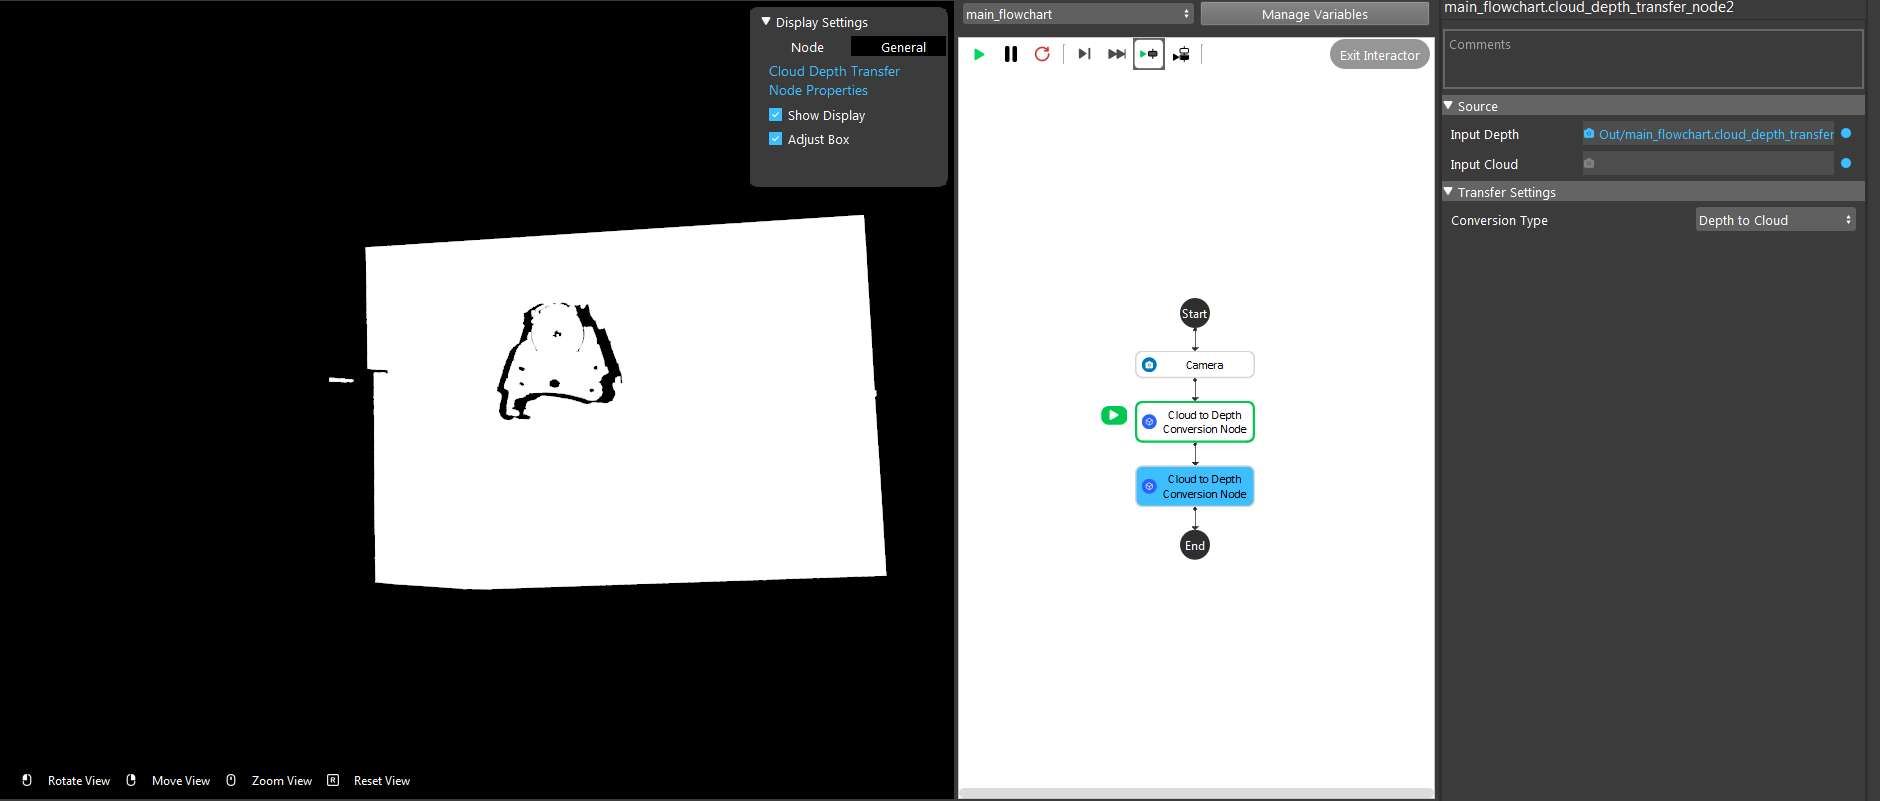 Display Settings
Node General
Cloud Depth Transfer
Node Properties
Show Display
Adjust Box
Rotate View Move View Zoom View R Reset View
main_flowchart Manage Variables
Exit Interactor
Start
Camera
Cloud to Depth
Conversion Node
Cloud to Depth
Conversion Node
End
main_flowchart.cloud_depth_transfer_node2
Comments
Source
Input Depth Out/main_flowchart.cloud_depth_transfer
Input Cloud
Transfer Settings
Conversion Type Depth to Cloud